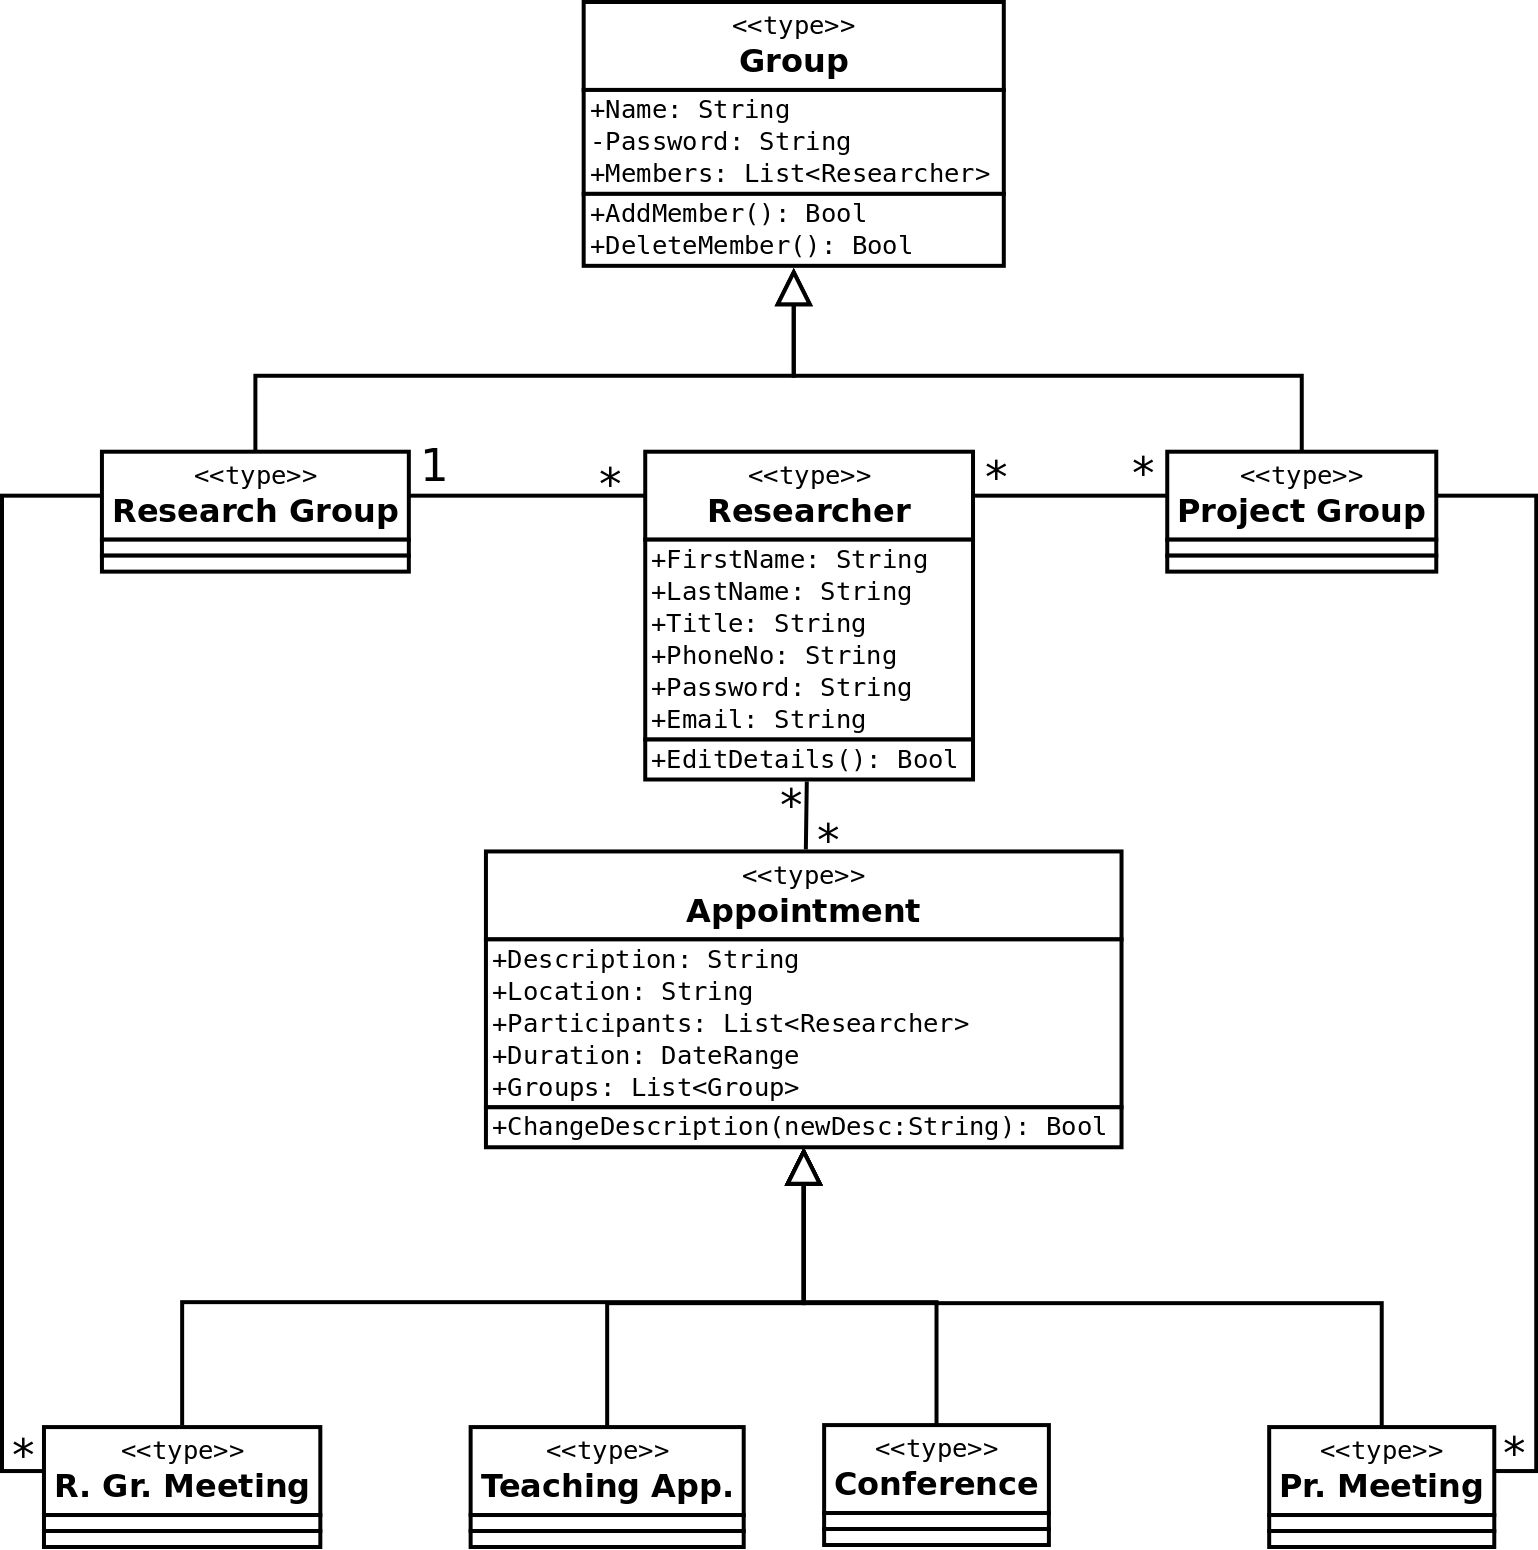 <<type>>
Group
+Name: String
-Password: String
+Members: List<Researcher>
+AddMember(): Bool
+DeleteMember(): Bool
<<type>>
Research Group
1
*
<<type>>
Researcher
+FirstName: String
+LastName: String
+Title: String
+PhoneNo: String
+Password: String
+Email: String
+EditDetails(): Bool
*
*
<<type>>
Project Group
*
*
<<type>>
Appointment
+Description: String
+Location: String
+Participants: List<Researcher>
+Duration: DateRange
+Groups: List<Group>
+ChangeDescription(newDesc:String): Bool
*
<<type>>
R. Gr. Meeting
<<type>>
Teaching App.
<<type>>
Conference
<<type>>
Pr. Meeting
*